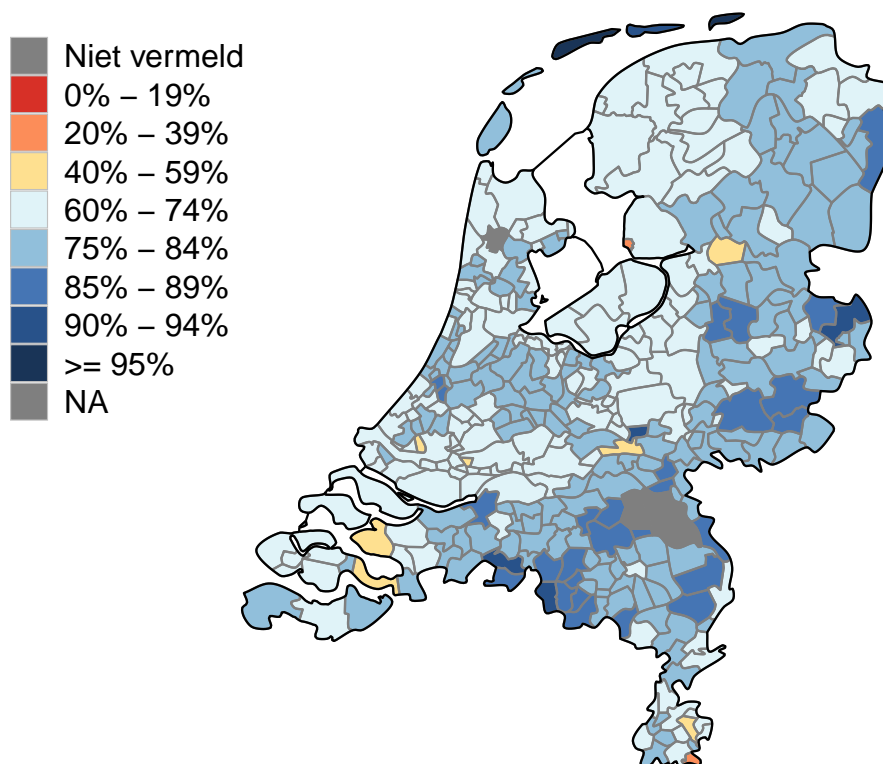 Niet vermeld
0% – 19%
20% – 39%
40% – 59%
60% – 74%
75% – 84%
85% – 89%
90% – 94%
>= 95%
NA